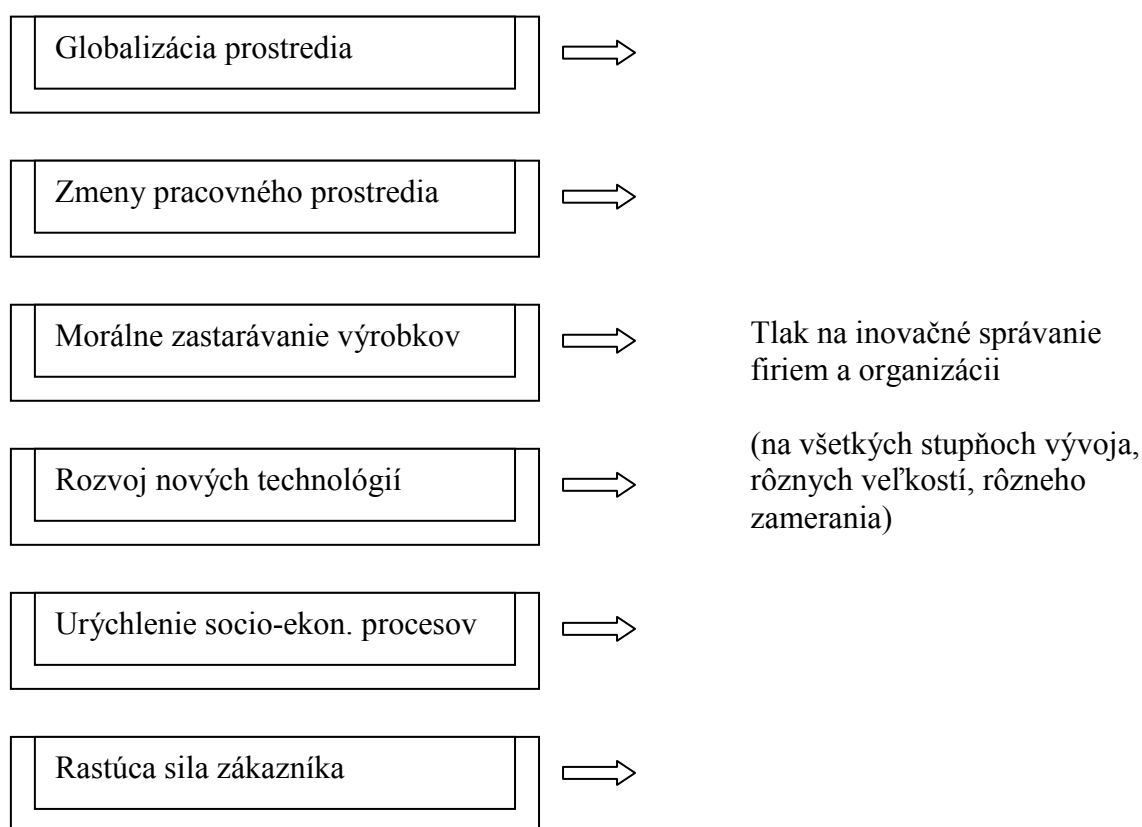 Globalizácia prostredia
Zmeny pracovného prostredia
Morálne zastarávanie výrobkov
Rozvoj nových technológií
Urýchlenie socio-ekon. procesov
Rastúca sila zákazníka
Tlak na inovačné správanie
firiem a organizácii
(na všetkých stupňoch vývoja,
rôznych veľkostí, rôzneho
zamerania)